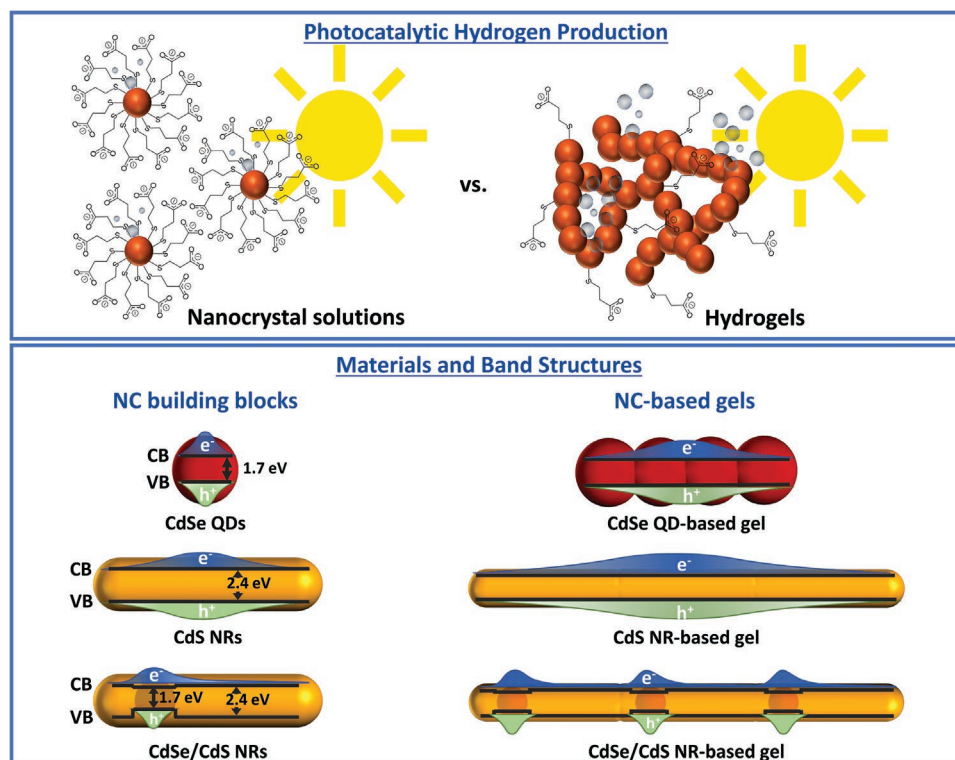 Photocatalytic Hydrogen Production
vs.
Nanocrystal solutions
Hydrogels
Materials and Band Structures
NC building blocks
NC-based gels
e-
CB
1.7 eV
VB
h+
CdSe QDs
e-
h+
CdSe QD-based gel
e-
CB
2.4 eV
VB
h+
CdS NRs
e-
h+
CdS NR-based gel
e-
CB
1.7 eV
2.4 eV
VB
h+
CdSe/CdS NRs
e-
h+
CdSe/CdS NR-based gel